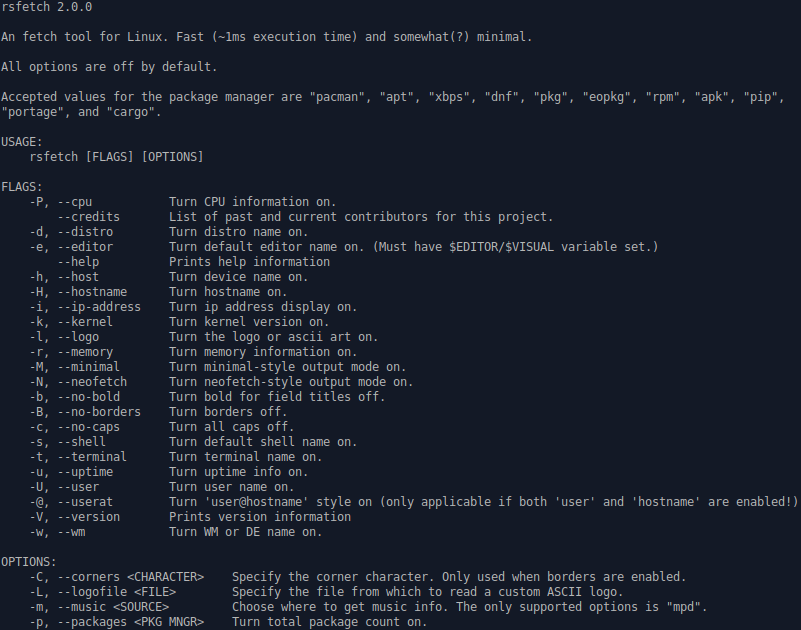 rsfetch 2.0.0
An fetch tool for Linux. Fast (~1ms execution time) and somewhat(?) minimal.
All options are off by default.
Accepted values for the package manager are "pacman", "apt", "xbps", "dnf", "pkg", "eopkg", "rpm", "apk", "pip",
"portage", and "cargo".
USAGE:
    rsfetch [FLAGS] [OPTIONS]
FLAGS:
    -P, --cpu           Turn CPU information on.
        --credits       List of past and current contributors for this project.
    -d, --distro        Turn distro name on.
    -e, --editor        Turn default editor name on. (Must have $EDITOR/$VISUAL variable set.)
        --help          Prints help information
    -h, --host          Turn device name on.
    -H, --hostname      Turn hostname on.
    -i, --ip-address    Turn ip address display on.
    -k, --kernel        Turn kernel version on.
    -l, --logo          Turn the logo or ascii art on.
    -r, --memory        Turn memory information on.
    -M, --minimal       Turn minimal-style output mode on.
    -N, --neofetch      Turn neofetch-style output mode on.
    -b, --no-bold       Turn bold for field titles off.
    -B, --no-borders    Turn borders off.
    -c, --no-caps       Turn all caps off.
    -s, --shell         Turn default shell name on.
    -t, --terminal      Turn terminal name on.
    -u, --uptime        Turn uptime info on.
    -U, --user          Turn user name on.
    -@, --userat        Turn 'user@hostname' style on (only applicable if both 'user' and 'hostname' are enabled!)
    -V, --version       Prints version information
    -w, --wm            Turn WM or DE name on.
OPTIONS:
    -C, --corners <CHARACTER>    Specify the corner character. Only used when borders are enabled.
    -L, --logofile <FILE>        Specify the file from which to read a custom ASCII logo.
    -m, --music <SOURCE>         Choose where to get music info. The only supported options is "mpd".
    -p, --packages <PKG MNGR>    Turn total package count on.